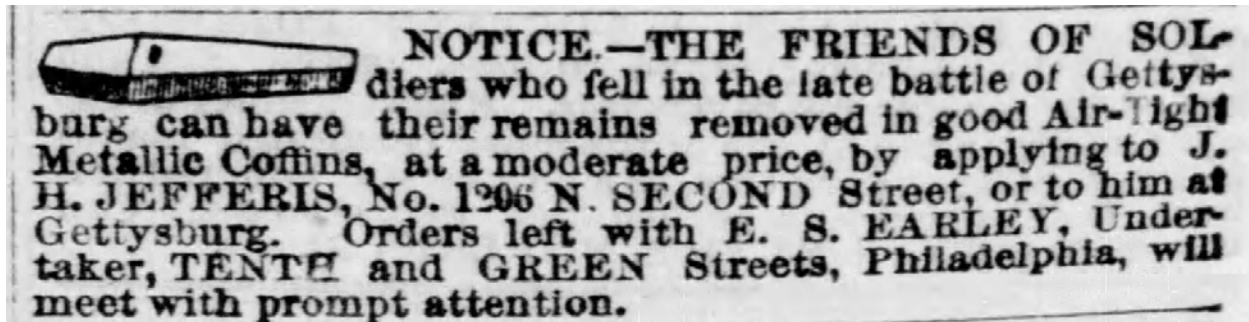 NOTICE.—THE FRIENDS OF SOL-
diers who fell in the late battle of Gettys-
burg can have their remains removed in good Air-Tight
Metallic Coffins, at a moderate price, by applying to J.
H. JEFFERIS, No. 1206 N. SECOND Street, or to him at
Gettysburg. Orders left with E. S. EARLEY, Under-
taker, TENTH and GREEN Streets, Philadelphia, will
meet with prompt attention.